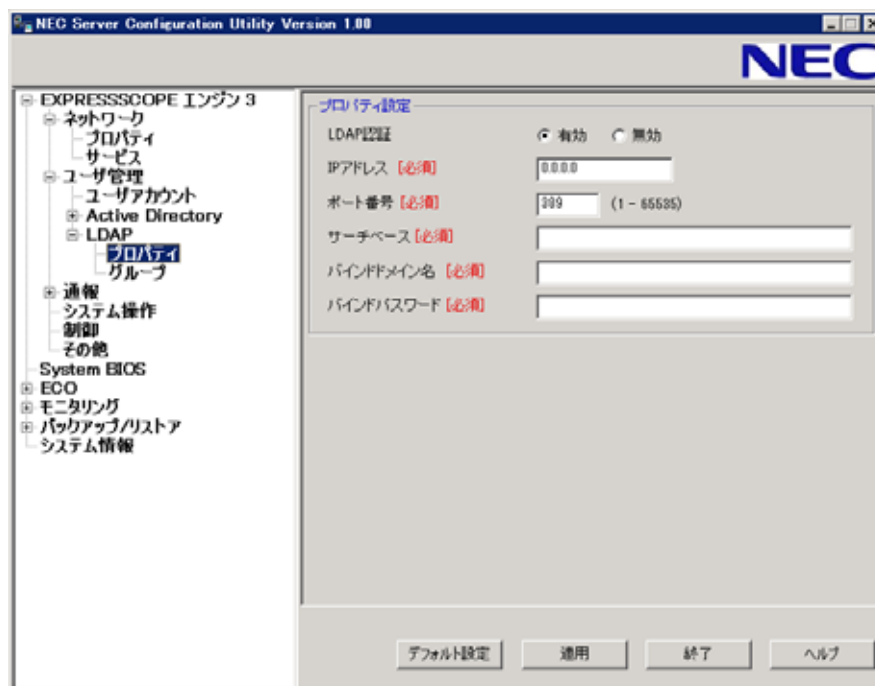 NEC Server Configuration Utility Version 1.00
NEC
EXPRESSSCOPE エンジン 3
ネットワーク
プロパティ
サービス
ユーザ管理
ユーザアカウント
Active Directory
LDAP
プロパティ
グループ
通報
システム操作
制御
その他
System BIOS
ECO
モニタリング
バックアップ/リストア
システム情報
プロパティ設定
LDAP認証 有効 無効
IPアドレス [必須] 0.0.0.0
ポート番号 [必須] 389 (1 - 65535)
サーチベース [必須]
バインドドメイン名 [必須]
バインドパスワード [必須]
デフォルト設定 適用 終了 ヘルプ